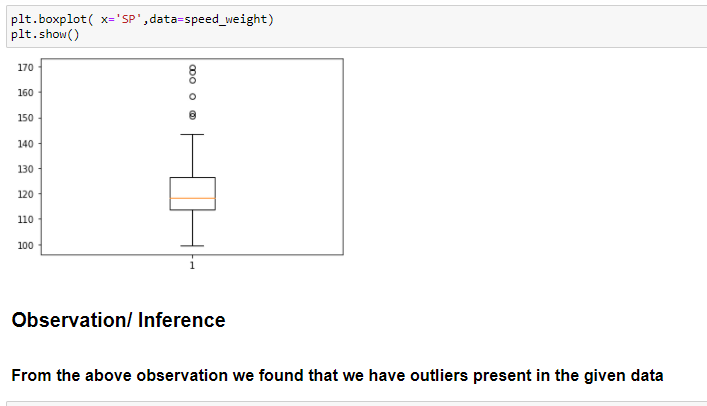 plt.boxplot( x='SP',data=speed_weight)
plt.show()
170
160
150
140
130
120
110
100
1
Observation/ Inference
From the above observation we found that we have outliers present in the given data